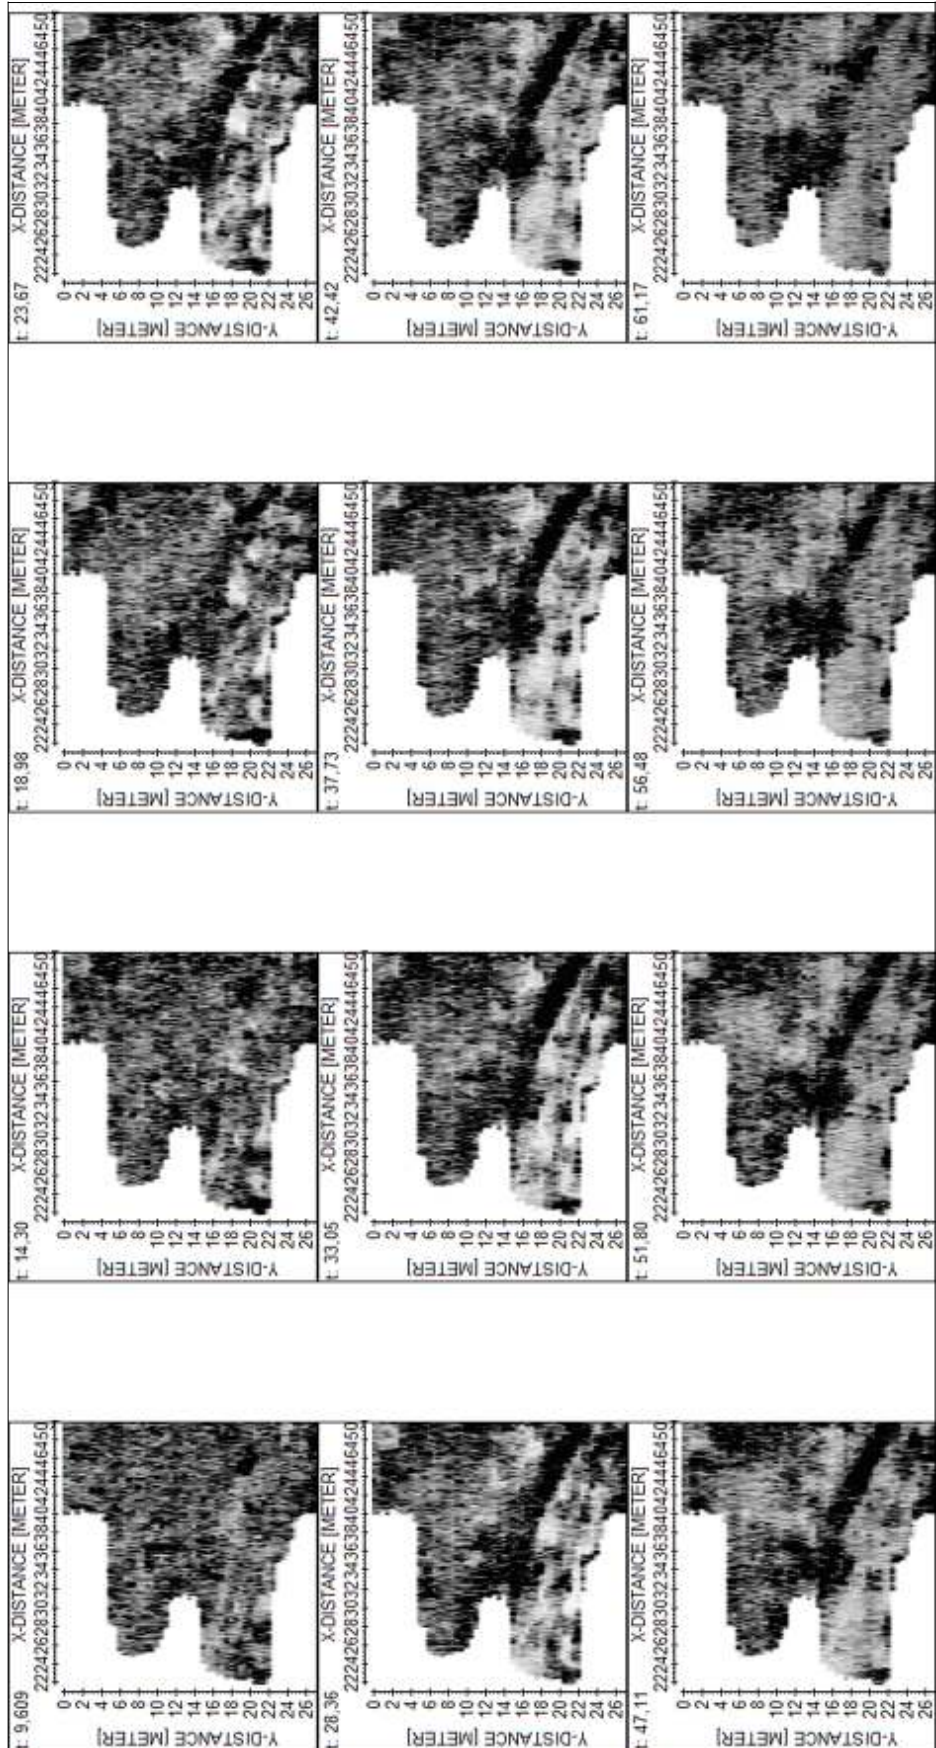 t: 9,609
X-DISTANCE [METER]
22242628303234363840424446450
0 2 4 6 8 10 12 14 16 18 20 22 24 26
Y-DISTANCE [METER]
t: 14,30
X-DISTANCE [METER]
22242628303234363840424446450
0 2 4 6 8 10 12 14 16 18 20 22 24 26
Y-DISTANCE [METER]
t: 18,98
X-DISTANCE [METER]
22242628303234363840424446450
0 2 4 6 8 10 12 14 16 18 20 22 24 26
Y-DISTANCE [METER]
t: 23,67
X-DISTANCE [METER]
22242628303234363840424446450
0 2 4 6 8 10 12 14 16 18 20 22 24 26
Y-DISTANCE [METER]
t: 28,36
X-DISTANCE [METER]
22242628303234363840424446450
0 2 4 6 8 10 12 14 16 18 20 22 24 26
Y-DISTANCE [METER]
t: 33,05
X-DISTANCE [METER]
22242628303234363840424446450
0 2 4 6 8 10 12 14 16 18 20 22 24 26
Y-DISTANCE [METER]
t: 37,73
X-DISTANCE [METER]
22242628303234363840424446450
0 2 4 6 8 10 12 14 16 18 20 22 24 26
Y-DISTANCE [METER]
t: 42,42
X-DISTANCE [METER]
22242628303234363840424446450
0 2 4 6 8 10 12 14 16 18 20 22 24 26
Y-DISTANCE [METER]
t: 47,11
X-DISTANCE [METER]
22242628303234363840424446450
0 2 4 6 8 10 12 14 16 18 20 22 24 26
Y-DISTANCE [METER]
t: 51,80
X-DISTANCE [METER]
22242628303234363840424446450
0 2 4 6 8 10 12 14 16 18 20 22 24 26
Y-DISTANCE [METER]
t: 56,48
X-DISTANCE [METER]
22242628303234363840424446450
0 2 4 6 8 10 12 14 16 18 20 22 24 26
Y-DISTANCE [METER]
t: 61,17
X-DISTANCE [METER]
22242628303234363840424446450
0 2 4 6 8 10 12 14 16 18 20 22 24 26
Y-DISTANCE [METER]